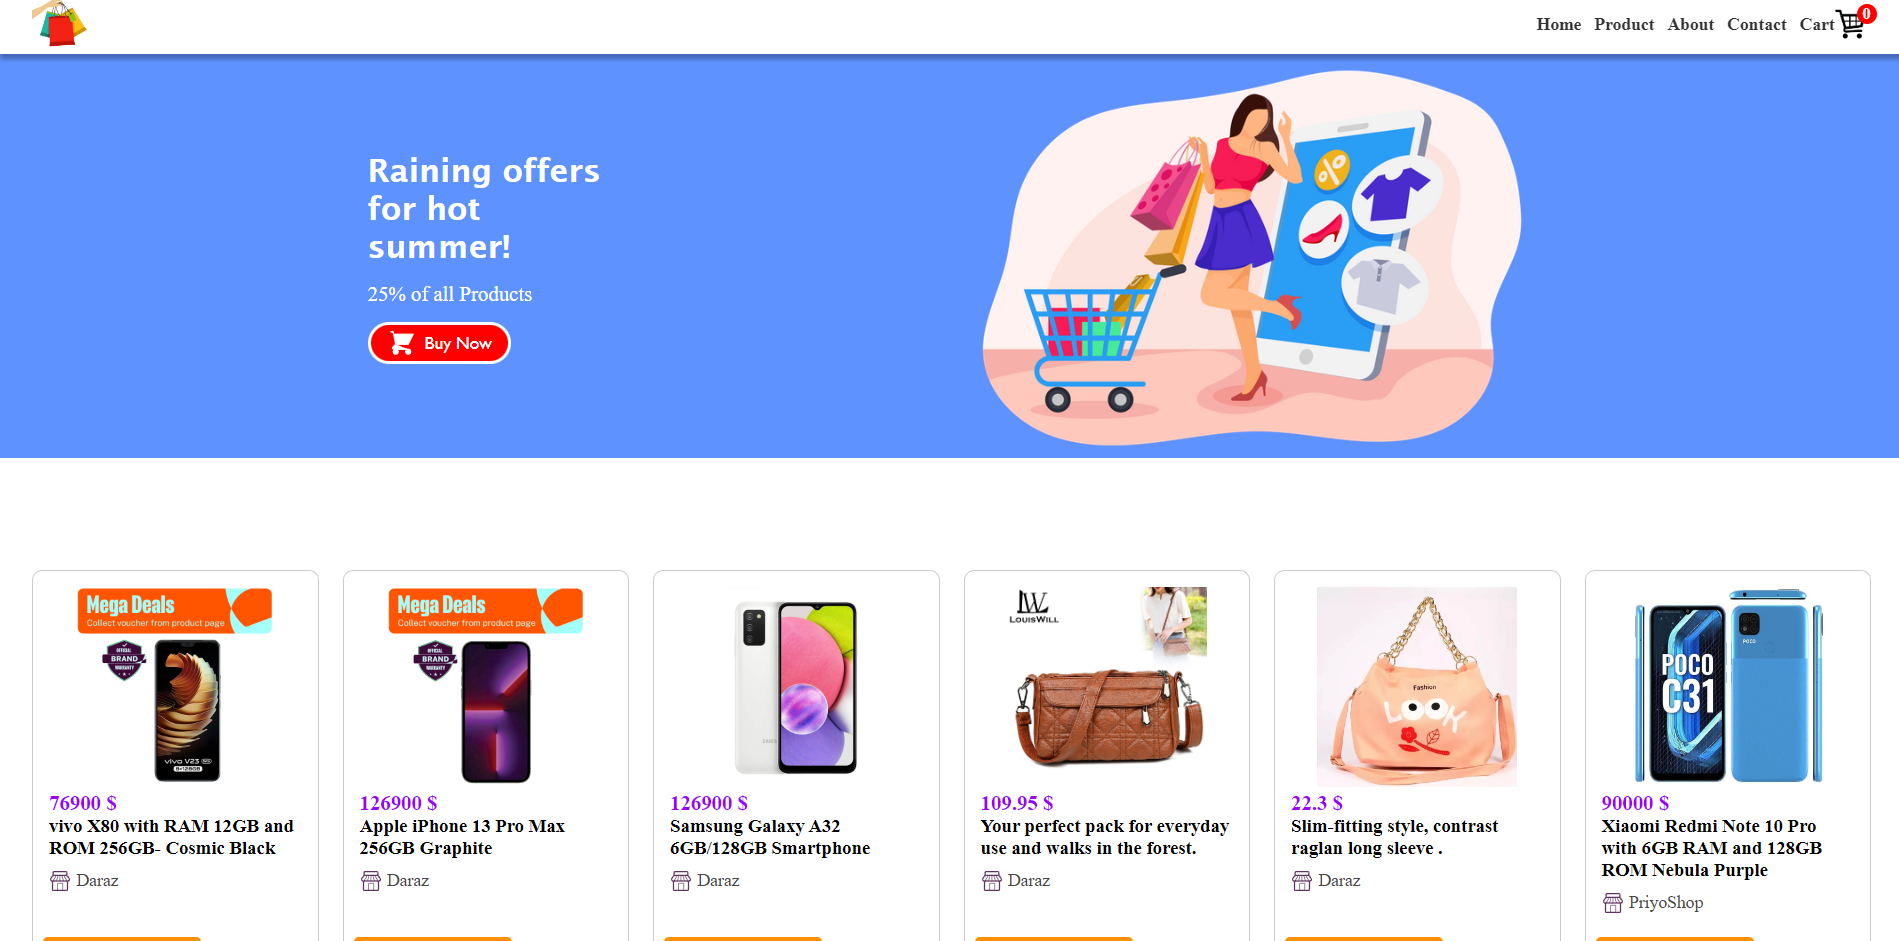 Home Product About Contact Cart 0
Raining offers
for hot
summer!
25% of all Products
Buy Now
Mega Deals
Collect voucher from product page
OFFICIAL
BRAND
WARRANTY
vivo V23 5G
8+128GB
76900 $
vivo X80 with RAM 12GB and
ROM 256GB- Cosmic Black
Daraz
Mega Deals
Collect voucher from product page
OFFICIAL
BRAND
WARRANTY
126900 $
Apple iPhone 13 Pro Max
256GB Graphite
Daraz
SAMSUNG
126900 $
Samsung Galaxy A32
6GB/128GB Smartphone
Daraz
LW
LOUISWILL
109.95 $
Your perfect pack for everyday
use and walks in the forest.
Daraz
Fashion
LOOK
22.3 $
Slim-fitting style, contrast
raglan long sleeve .
Daraz
POCO
POCO
C31
90000 $
Xiaomi Redmi Note 10 Pro
with 6GB RAM and 128GB
ROM Nebula Purple
PriyoShop